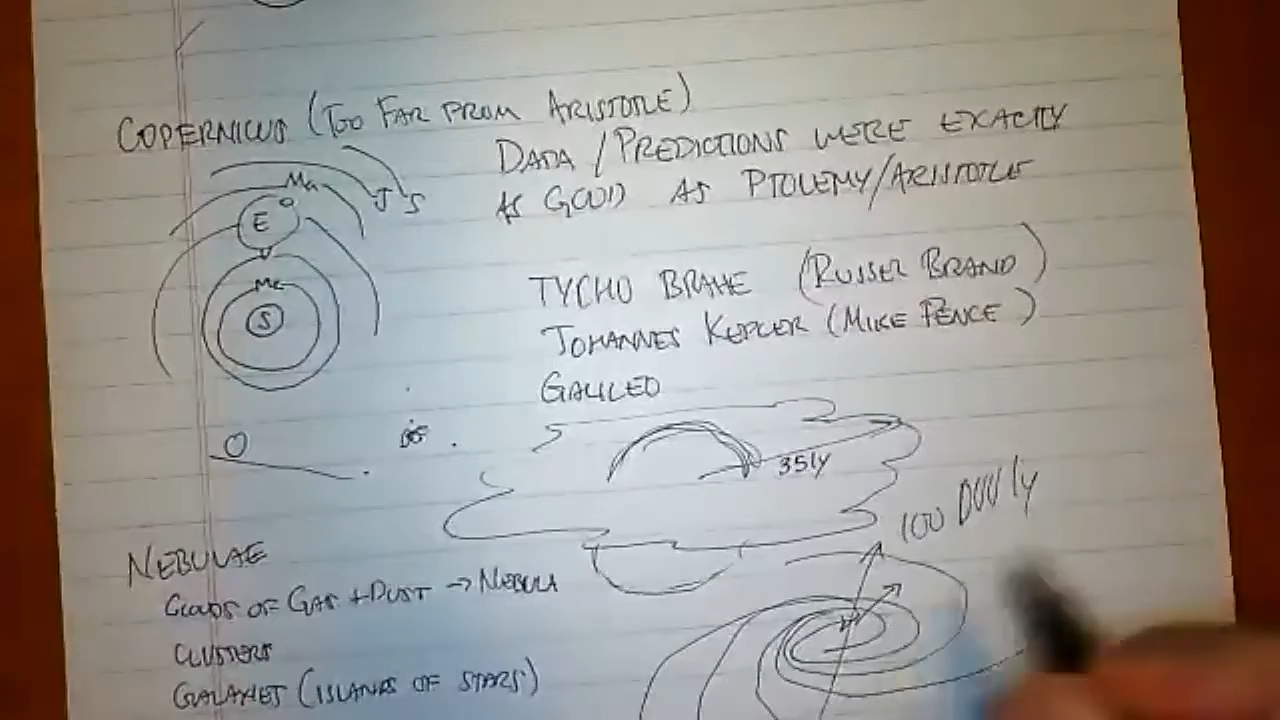 COPERNICUS (TOO FAR FROM ARISTOTLE)
DATA / PREDICTIONS WERE EXACTLY
AS GOOD AS PTOLEMY/ARISTOTLE
Ma
J S
E
Me
S
TYCHO BRAHE (RUSSEL BRAND)
JOHANNES KEPLER (MIKE PENCE)
GALILEO
35ly
100 000 ly
NEBULAE
CLOUDS OF GAS + DUST → NEBULA
CLUSTERS
GALAXIES (ISLANDS OF STARS)